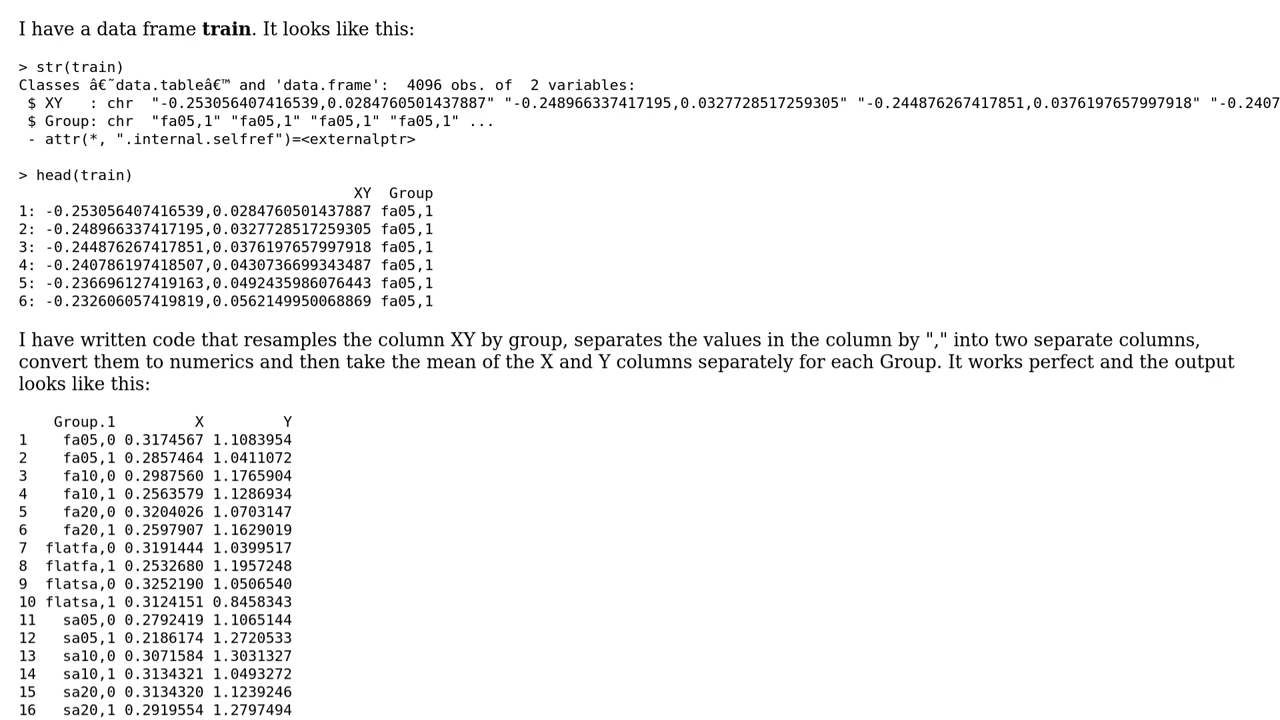 I have a data frame train. It looks like this:
> str(train)
Classes â€˜data.tableâ€™ and 'data.frame':  4096 obs. of  2 variables:
 $ XY   : chr  "-0.253056407416539,0.0284760501437887" "-0.248966337417195,0.0327728517259305" "-0.244876267417851,0.0376197657997918" "-0.2407
 $ Group: chr  "fa05,1" "fa05,1" "fa05,1" "fa05,1" ...
 - attr(*, ".internal.selfref")=<externalptr>
> head(train)
                                      XY  Group
1: -0.253056407416539,0.0284760501437887 fa05,1
2: -0.248966337417195,0.0327728517259305 fa05,1
3: -0.244876267417851,0.0376197657997918 fa05,1
4: -0.240786197418507,0.0430736699343487 fa05,1
5: -0.236696127419163,0.0492435986076443 fa05,1
6: -0.232606057419819,0.0562149950068869 fa05,1
I have written code that resamples the column XY by group, separates the values in the column by "," into two separate columns,
convert them to numerics and then take the mean of the X and Y columns separately for each Group. It works perfect and the output
looks like this:
    Group.1         X         Y
1    fa05,0 0.3174567 1.1083954
2    fa05,1 0.2857464 1.0411072
3    fa10,0 0.2987560 1.1765904
4    fa10,1 0.2563579 1.1286934
5    fa20,0 0.3204026 1.0703147
6    fa20,1 0.2597907 1.1629019
7  flatfa,0 0.3191444 1.0399517
8  flatfa,1 0.2532680 1.1957248
9  flatsa,0 0.3252190 1.0506540
10 flatsa,1 0.3124151 0.8458343
11   sa05,0 0.2792419 1.1065144
12   sa05,1 0.2186174 1.2720533
13   sa10,0 0.3071584 1.3031327
14   sa10,1 0.3134321 1.0493272
15   sa20,0 0.3134320 1.1239246
16   sa20,1 0.2919554 1.2797494